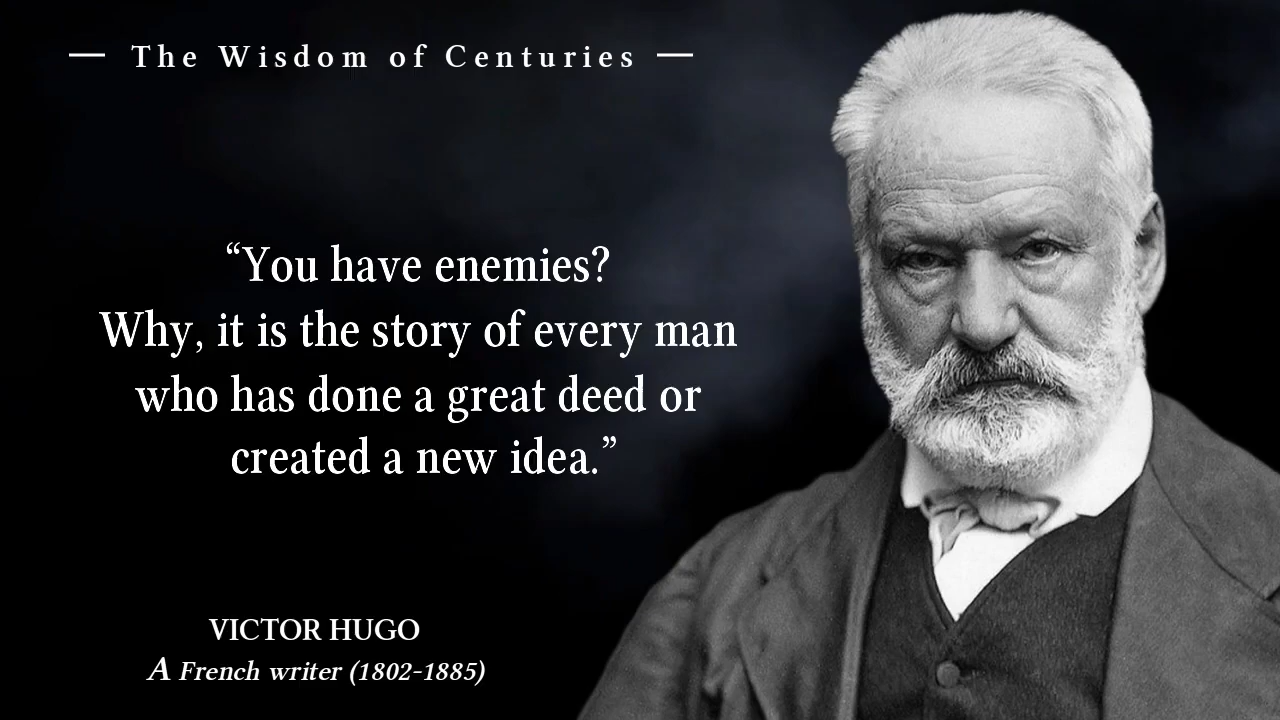 — The Wisdom of Centuries —
“You have enemies?
Why, it is the story of every man
who has done a great deed or
created a new idea.”
VICTOR HUGO
A French writer (1802-1885)